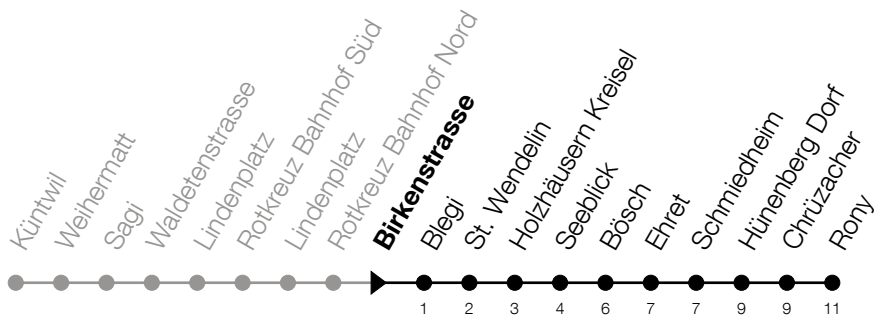 Küntwil
Weihermatt
Sagi
Waldetenstrasse
Lindenplatz
Rotkreuz Bahnhof Süd
Lindenplatz
Rotkreuz Bahnhof Nord
Birkenstrasse
Blegi
St. Wendelin
Holzhäusern Kreisel
Seeblick
Bösch
Ehret
Schmiedheim
Hünenberg Dorf
Chrüzacher
Rony
1 2 3 4 6 7 7 9 9 11